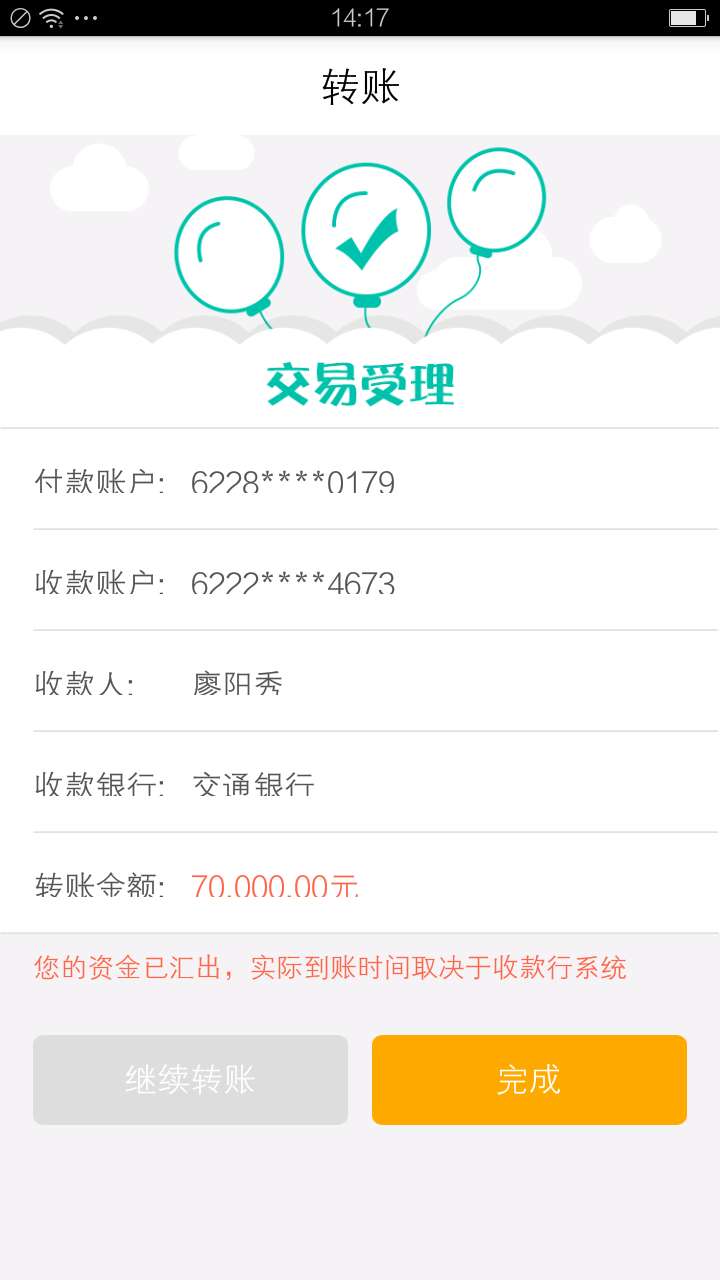 14:17
转账
交易受理
付款账户: 6228****0179
收款账户: 6222****4673
收款人: 廖阳秀
收款银行: 交通银行
转账金额: 70,000.00元
您的资金已汇出，实际到账时间取决于收款行系统
继续转账 完成